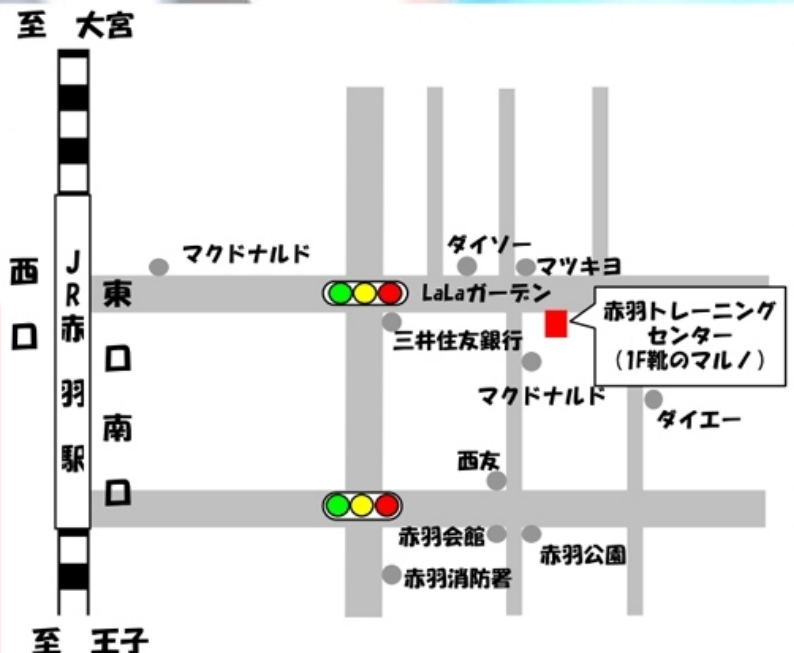 至 大宮
西口
JR赤羽駅
東口
南口
マクドナルド
ダイソー
マツキヨ
LaLaガーデン
三井住友銀行
赤羽トレーニング
センター
(1F靴のマルノ)
マクドナルド
ダイエー
西友
赤羽会館
赤羽公園
赤羽消防署
至 王子